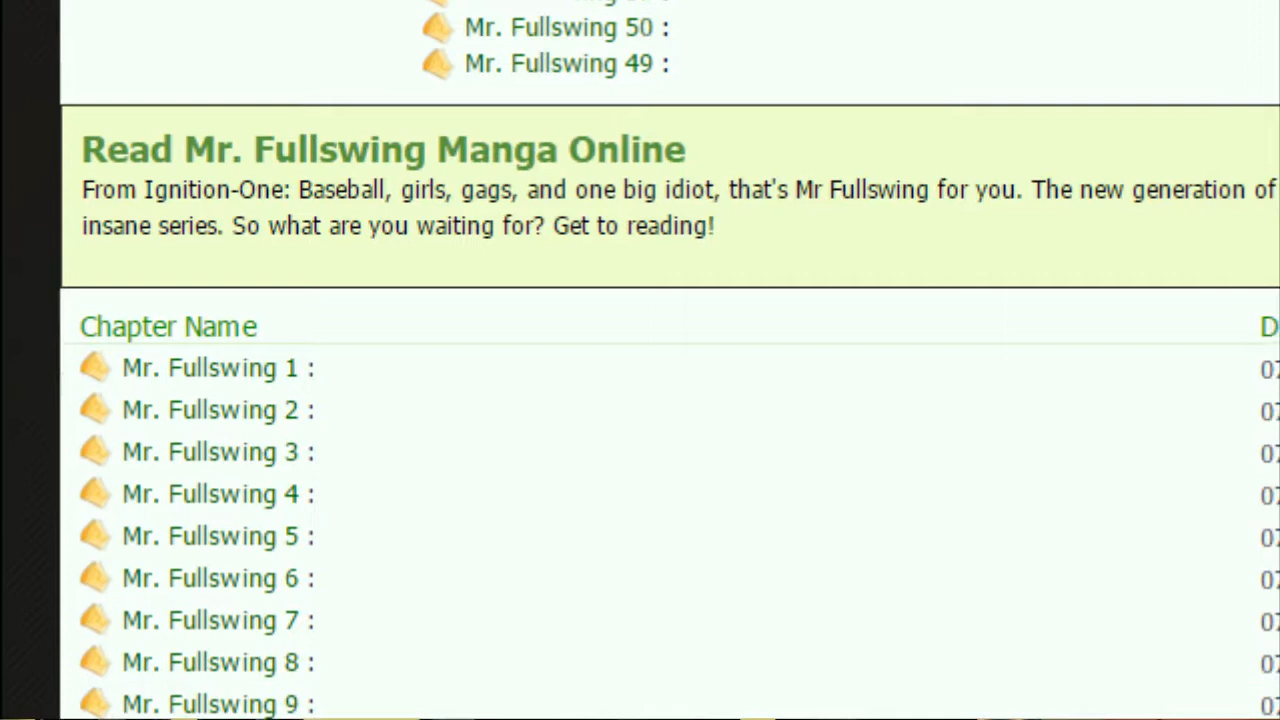 Mr. Fullswing 50 :
Mr. Fullswing 49 :
Read Mr. Fullswing Manga Online
From Ignition-One: Baseball, girls, gags, and one big idiot, that's Mr Fullswing for you. The new generation of
insane series. So what are you waiting for? Get to reading!
Chapter Name
Mr. Fullswing 1 :
Mr. Fullswing 2 :
Mr. Fullswing 3 :
Mr. Fullswing 4 :
Mr. Fullswing 5 :
Mr. Fullswing 6 :
Mr. Fullswing 7 :
Mr. Fullswing 8 :
Mr. Fullswing 9 :